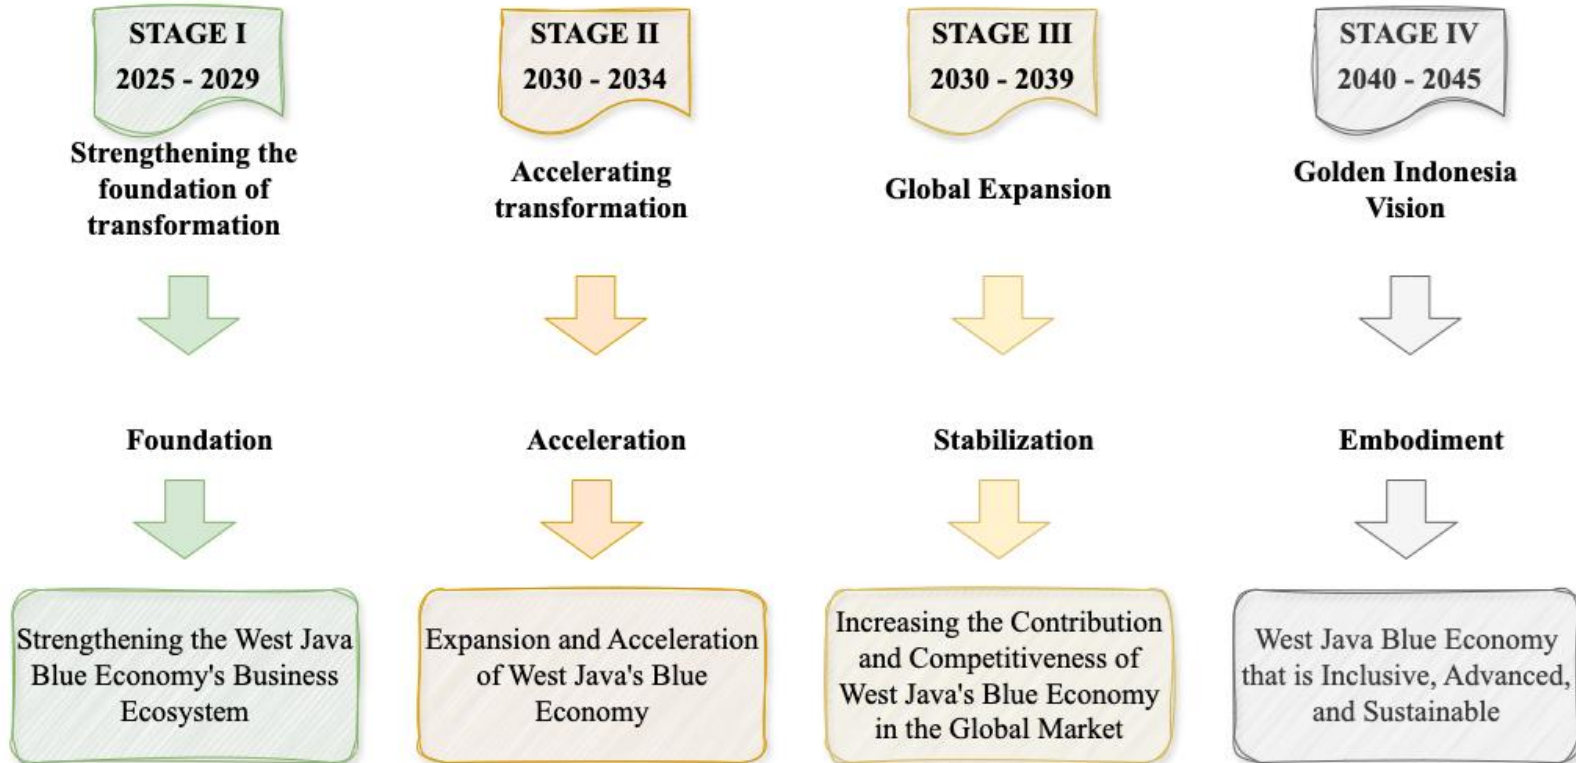 STAGE I
2025 - 2029
Strengthening the
foundation of
transformation
Foundation
Strengthening the West Java
Blue Economy's Business
Ecosystem
STAGE II
2030 - 2034
Accelerating
transformation
Acceleration
Expansion and Acceleration
of West Java's Blue
Economy
STAGE III
2030 - 2039
Global Expansion
Stabilization
Increasing the Contribution
and Competitiveness of
West Java's Blue Economy
in the Global Market
STAGE IV
2040 - 2045
Golden Indonesia
Vision
Embodiment
West Java Blue Economy
that is Inclusive, Advanced,
and Sustainable